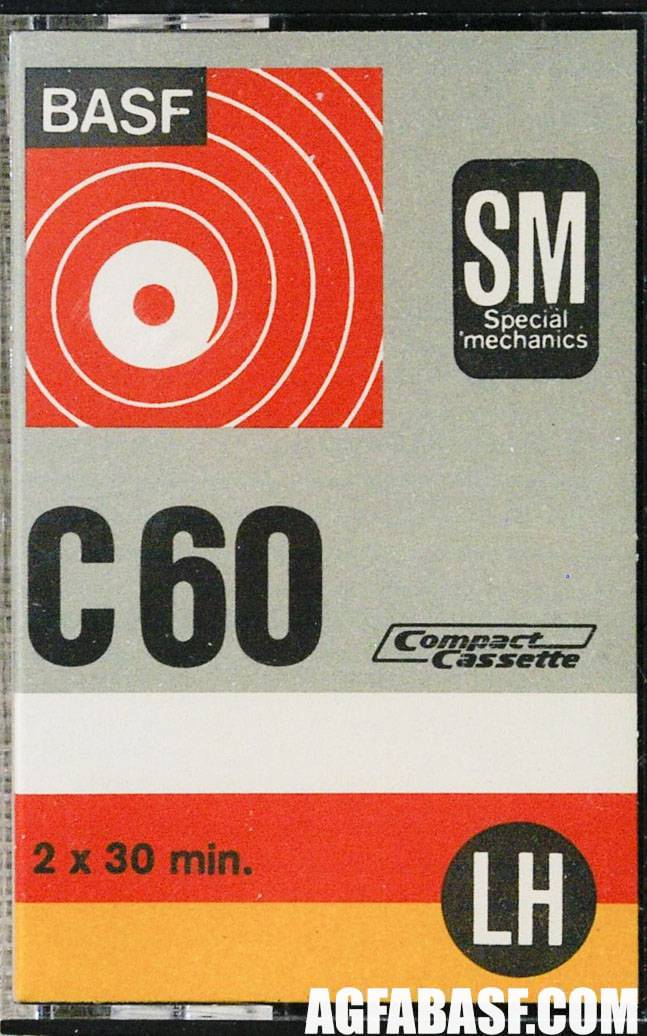 BASF
SM
Special
mechanics
C 60
Compact
Cassette
2 x 30 min.
LH
AGFABASF.COM